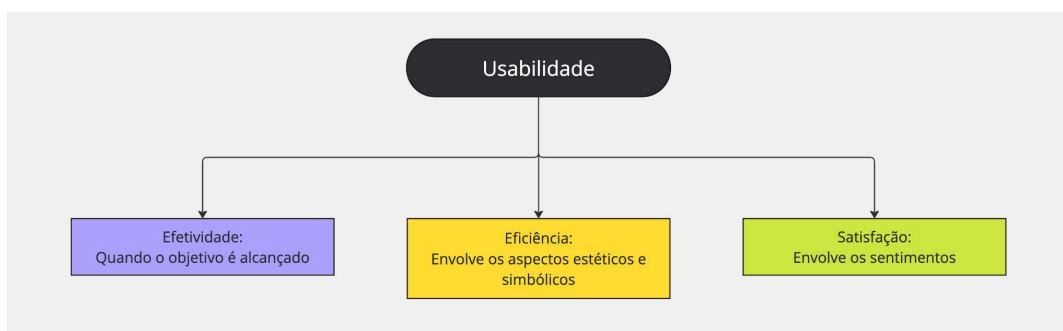 Usabilidade
Efetividade:
Quando o objetivo é alcançado
Eficiência:
Envolve os aspectos estéticos e
simbólicos
Satisfação:
Envolve os sentimentos